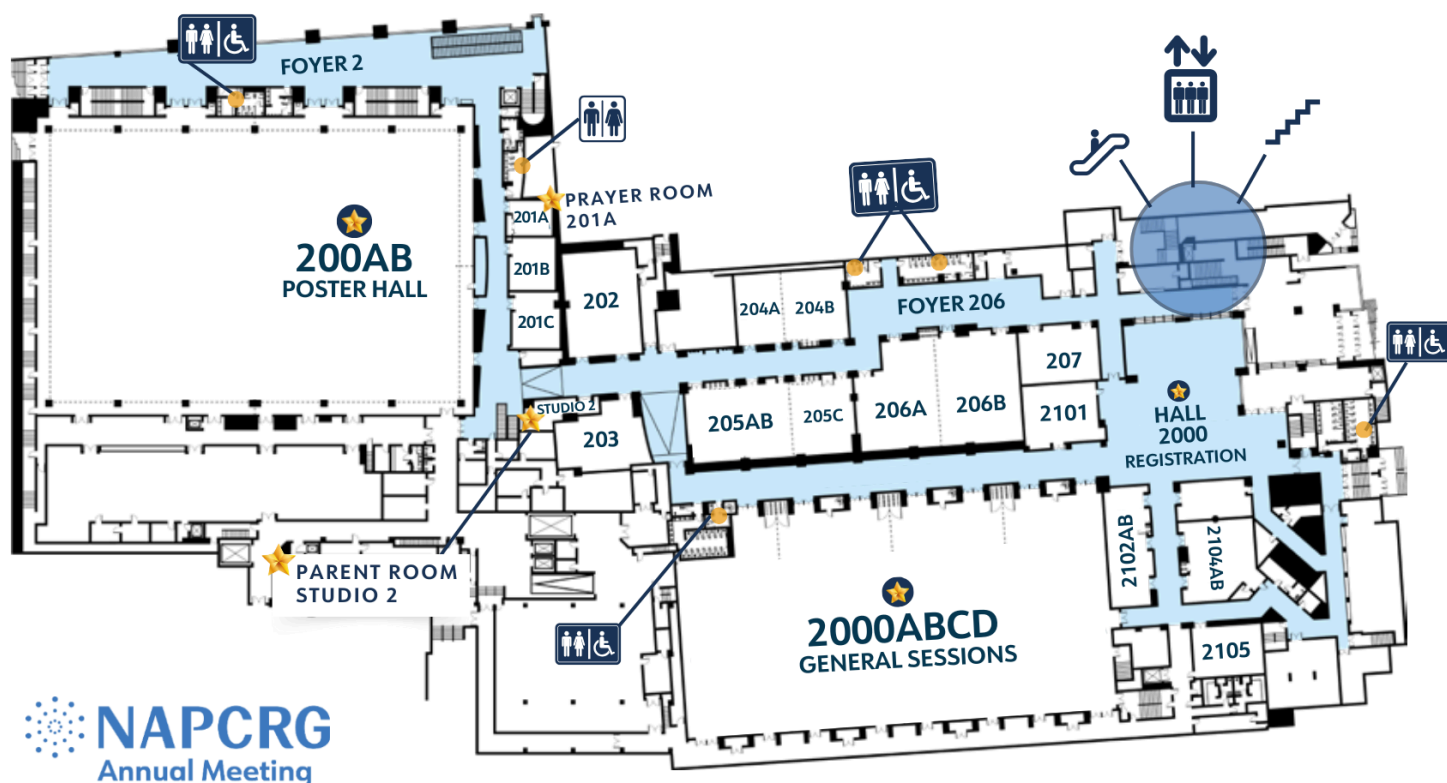 FOYER 2
PRAYER ROOM
201A
201A
200AB
POSTER HALL
201B
202
201C
204A
204B
FOYER 206
207
STUDIO 2
203
205AB
205C
206A
206B
2101
HALL
2000
REGISTRATION
2102AB
2104AB
PARENT ROOM
STUDIO 2
2000ABCD
GENERAL SESSIONS
2105
NAPCRG
Annual Meeting